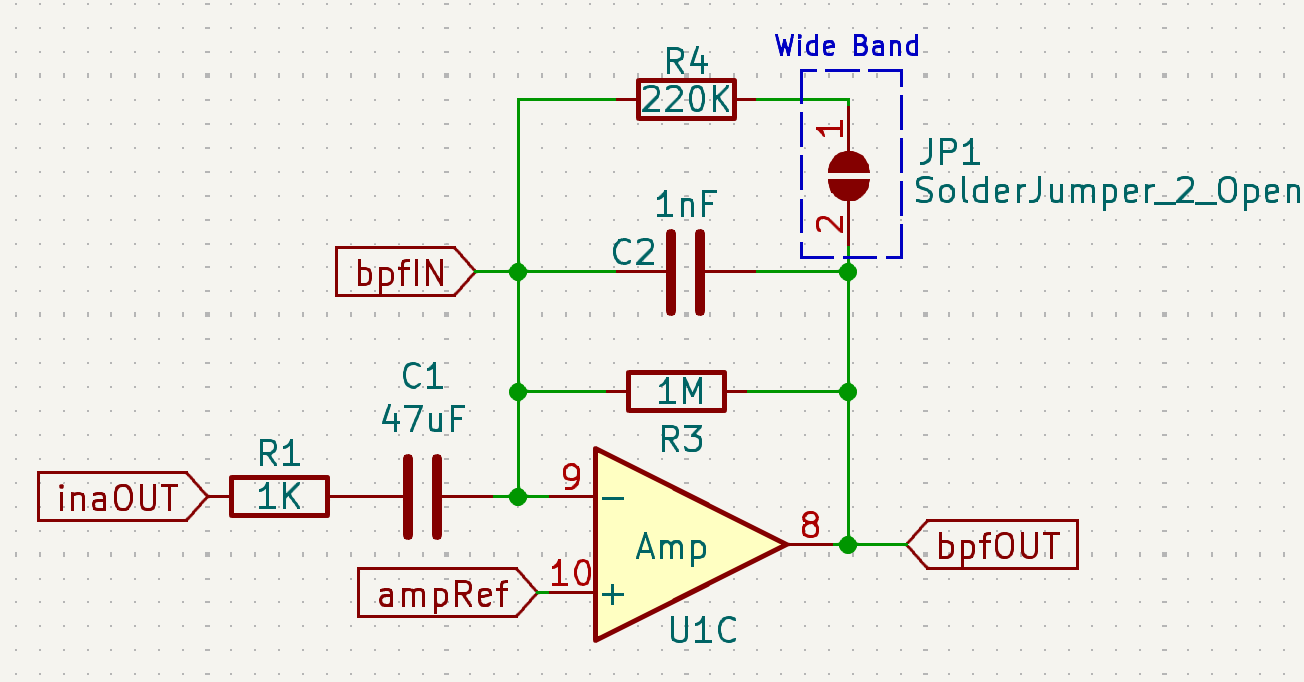 Wide Band
R4
220K
1
JP1
SolderJumper_2_Open
2
1nF
C2
bpfIN
C1
47uF
1M
R3
R1
1K
inaOUT
9
−
Amp
8
bpfOUT
10
+
ampRef
U1C